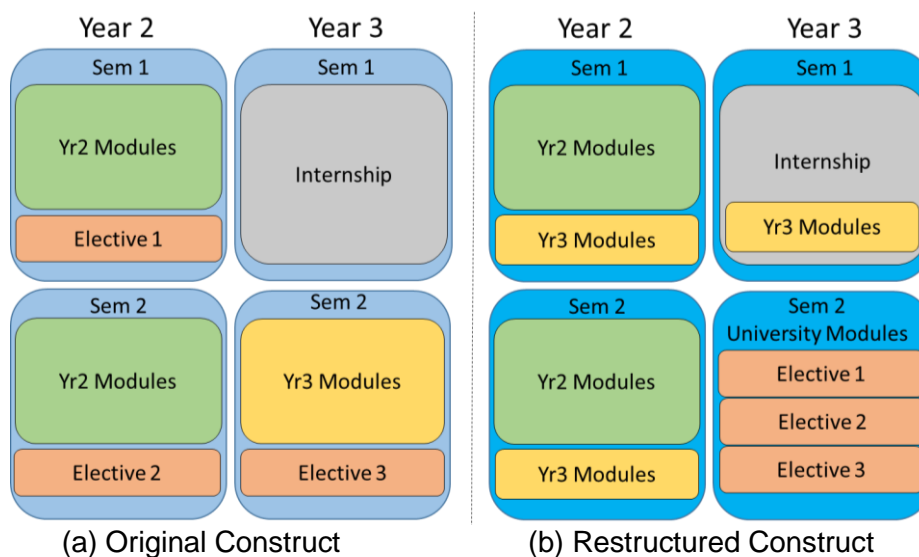 Year 2
Year 3
Sem 1
Yr2 Modules
Elective 1
Sem 1
Internship
Sem 2
Yr2 Modules
Elective 2
Sem 2
Yr3 Modules
Elective 3
(a) Original Construct
Year 2
Year 3
Sem 1
Yr2 Modules
Yr3 Modules
Sem 1
Internship
Yr3 Modules
Sem 2
Yr2 Modules
Yr3 Modules
Sem 2
University Modules
Elective 1
Elective 2
Elective 3
(b) Restructured Construct